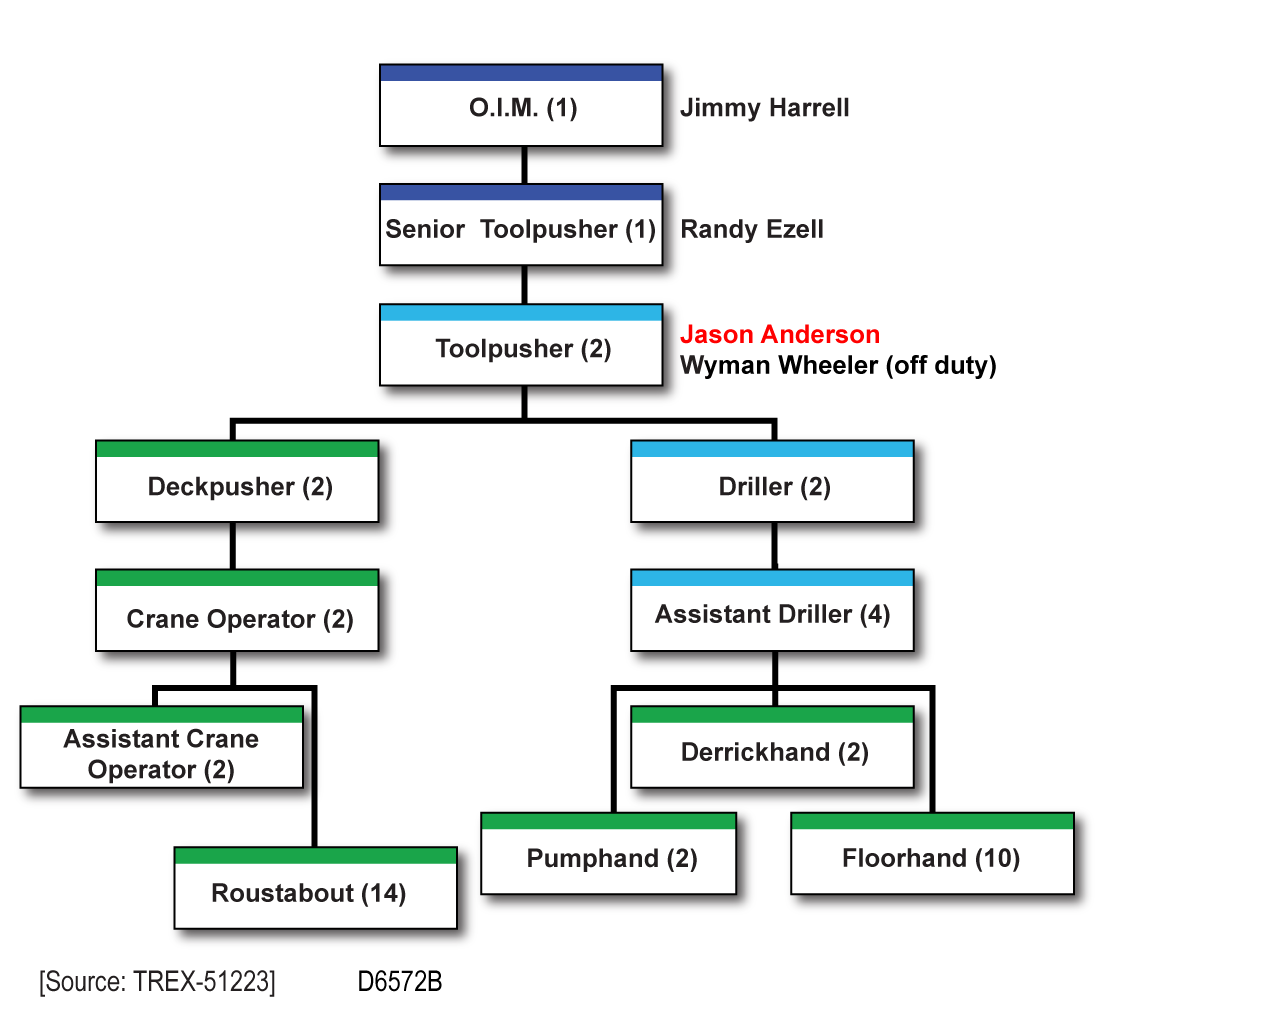 O.I.M. (1)
Jimmy Harrell
Senior Toolpusher (1)
Randy Ezell
Toolpusher (2)
Jason Anderson
Wyman Wheeler (off duty)
Deckpusher (2)
Driller (2)
Crane Operator (2)
Assistant Driller (4)
Assistant Crane
Operator (2)
Derrickhand (2)
Pumphand (2)
Floorhand (10)
Roustabout (14)
[Source: TREX-51223]
D6572B